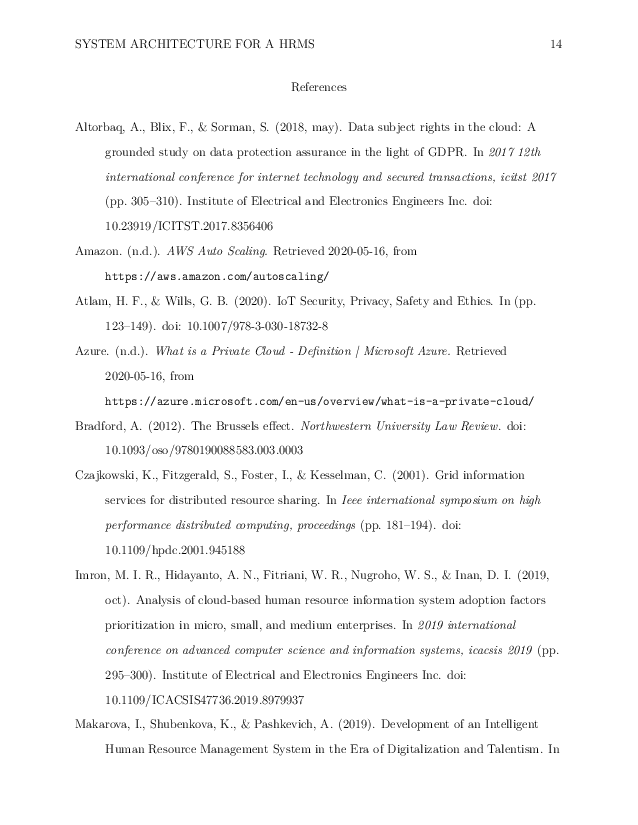 SYSTEM ARCHITECTURE FOR A HRMS 14
References
Altorbaq, A., Blix, F., & Sorman, S. (2018, may). Data subject rights in the cloud: A
grounded study on data protection assurance in the light of GDPR. In 2017 12th
international conference for internet technology and secured transactions, icitst 2017
(pp. 305–310). Institute of Electrical and Electronics Engineers Inc. doi:
10.23919/ICITST.2017.8356406
Amazon. (n.d.). AWS Auto Scaling. Retrieved 2020-05-16, from
https://aws.amazon.com/autoscaling/
Atlam, H. F., & Wills, G. B. (2020). IoT Security, Privacy, Safety and Ethics. In (pp.
123–149). doi: 10.1007/978-3-030-18732-8
Azure. (n.d.). What is a Private Cloud - Definition | Microsoft Azure. Retrieved
2020-05-16, from
https://azure.microsoft.com/en-us/overview/what-is-a-private-cloud/
Bradford, A. (2012). The Brussels effect. Northwestern University Law Review. doi:
10.1093/oso/9780190088583.003.0003
Czajkowski, K., Fitzgerald, S., Foster, I., & Kesselman, C. (2001). Grid information
services for distributed resource sharing. In Ieee international symposium on high
performance distributed computing, proceedings (pp. 181–194). doi:
10.1109/hpdc.2001.945188
Imron, M. I. R., Hidayanto, A. N., Fitriani, W. R., Nugroho, W. S., & Inan, D. I. (2019,
oct). Analysis of cloud-based human resource information system adoption factors
prioritization in micro, small, and medium enterprises. In 2019 international
conference on advanced computer science and information systems, icacsis 2019 (pp.
295–300). Institute of Electrical and Electronics Engineers Inc. doi:
10.1109/ICACSIS47736.2019.8979937
Makarova, I., Shubenkova, K., & Pashkevich, A. (2019). Development of an Intelligent
Human Resource Management System in the Era of Digitalization and Talentism. In